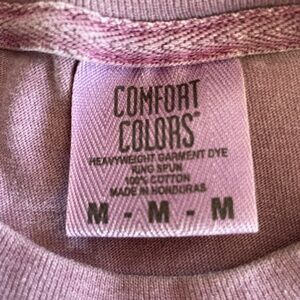 COMFORT
COLORS®
HEAVYWEIGHT GARMENT DYE
RING SPUN
100% COTTON
MADE IN HONDURAS
M - M - M